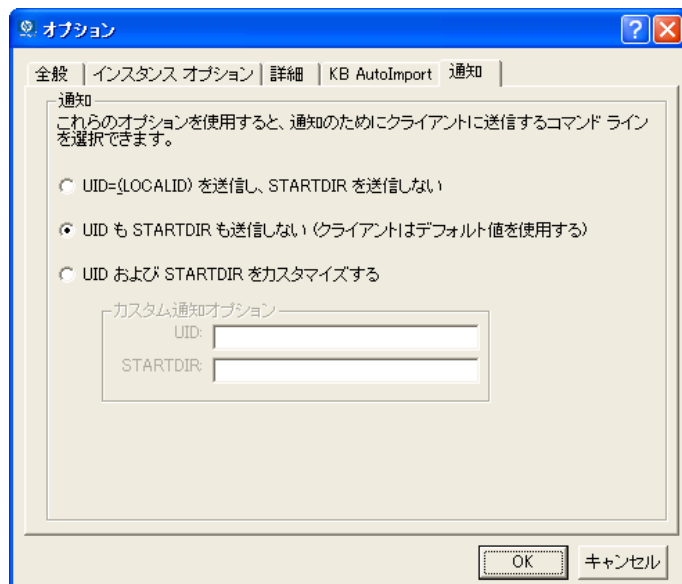 オプション
全般
インスタンス オプション
詳細
KB AutoImport
通知
通知
これらのオプションを使用すると、通知のためにクライアントに送信するコマンド ライン
を選択できます。
UID=(LOCALID) を送信し、STARTDIR を送信しない
UID も STARTDIR も送信しない (クライアントはデフォルト値を使用する)
UID および STARTDIR をカスタマイズする
カスタム通知オプション
UID:
STARTDIR:
OK
キャンセル